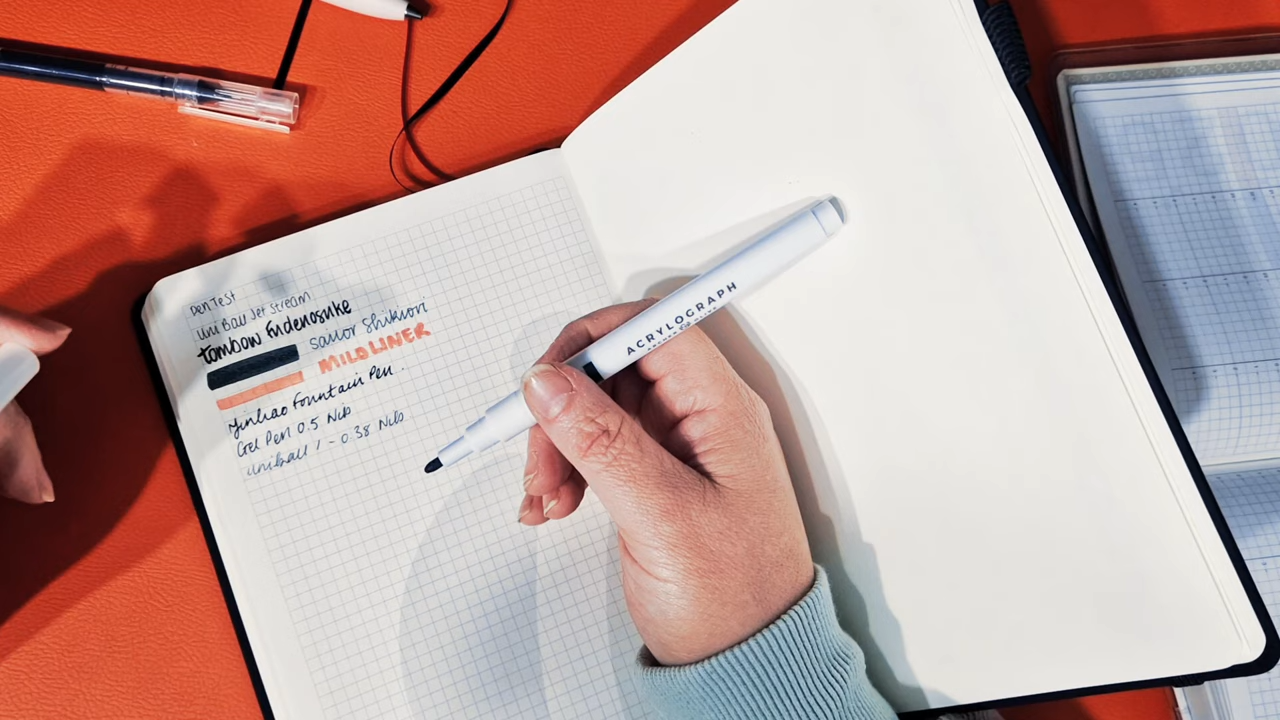 Pen Test
Uni Ball Jet Stream
Tombow Fudenosuke
Sailor Shikiori
MILDLINER
Jinhao Fountain Pen.
Gel Pen 0.5 Nib
uniball 1 - 0.38 Nib
ACRYLOGRAPH